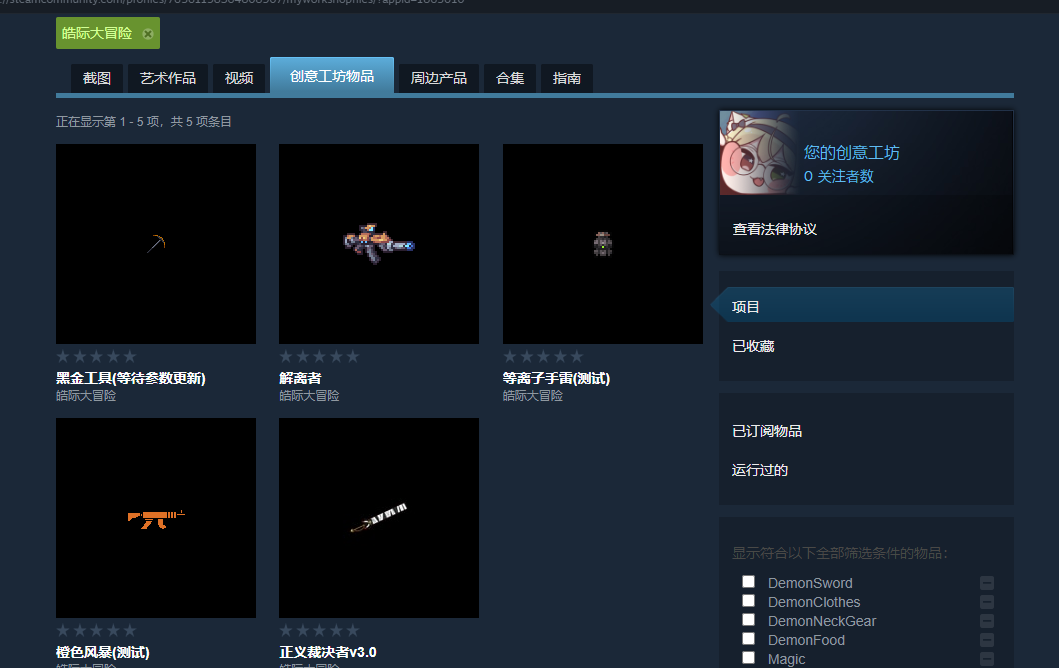 皓际大冒险
截图
艺术作品
视频
创意工坊物品
周边产品
合集
指南
正在显示第 1 - 5 项，共 5 项条目
黑金工具(等待参数更新)
皓际大冒险
解离者
皓际大冒险
等离子手雷(测试)
皓际大冒险
橙色风暴(测试)
正义裁决者v3.0
您的创意工坊
0 关注者数
查看法律协议
项目
已收藏
已订阅物品
运行过的
显示符合以下全部筛选条件的物品：
DemonSword
DemonClothes
DemonNeckGear
DemonFood
Magic